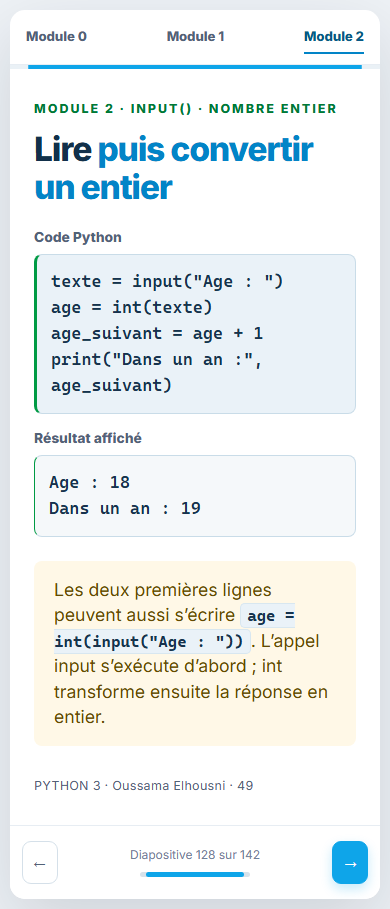 Module 0 Module 1 Module 2
MODULE 2 · INPUT() · NOMBRE ENTIER
Lire puis convertir
un entier
Code Python
texte = input("Age : ")
age = int(texte)
age_suivant = age + 1
print("Dans un an :",
age_suivant)
Résultat affiché
Age : 18
Dans un an : 19
Les deux premières lignes
peuvent aussi s’écrire age =
int(input("Age : ")). L’appel
input s’exécute d’abord ; int
transforme ensuite la réponse en
entier.
PYTHON 3 · Oussama Elhousni · 49
← Diapositive 128 sur 142 →